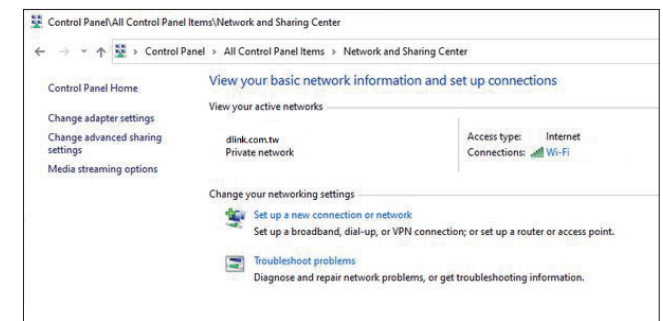 Control Panel\All Control Panel Items\Network and Sharing Center
Control Panel > All Control Panel Items > Network and Sharing Center
Control Panel Home
Change adapter settings
Change advanced sharing
settings
Media streaming options
View your basic network information and set up connections
View your active networks
dlink.com.tw
Private network
Access type: Internet
Connections: Wi-Fi
Change your networking settings
Set up a new connection or network
Set up a broadband, dial-up, or VPN connection; or set up a router or access point.
Troubleshoot problems
Diagnose and repair network problems, or get troubleshooting information.